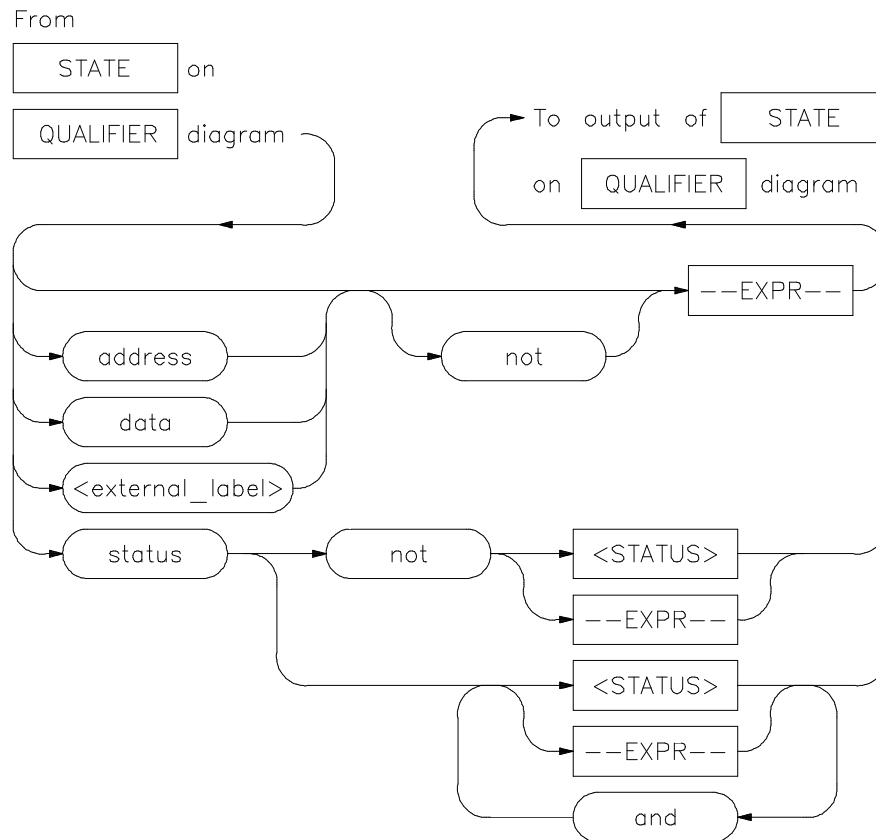 From
STATE on
QUALIFIER diagram
To output of STATE
on QUALIFIER diagram
--EXPR--
address
not
data
<external_label>
status
not
<STATUS>
--EXPR--
<STATUS>
--EXPR--
and